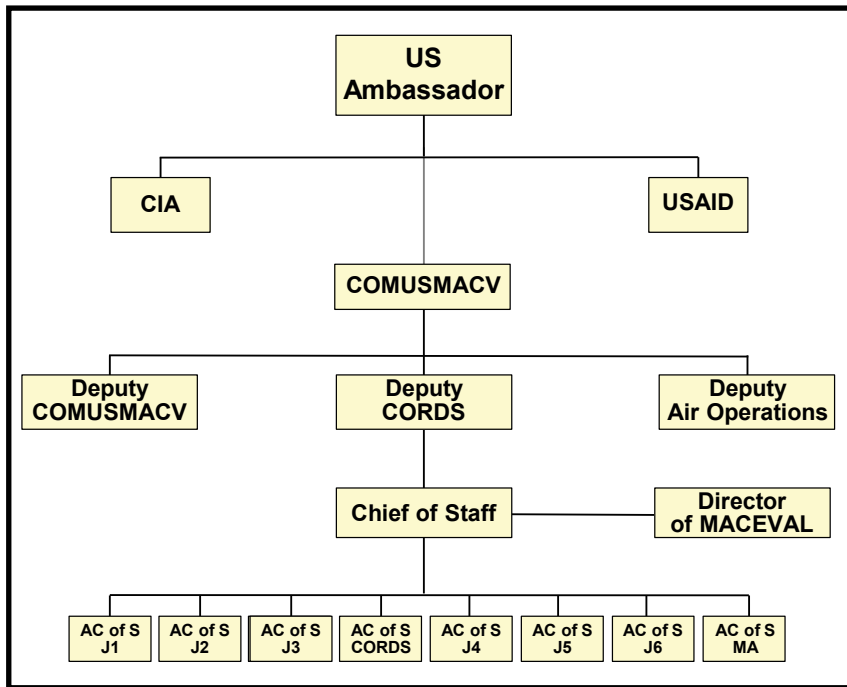 US
Ambassador
CIA
USAID
COMUSMACV
Deputy
COMUSMACV
Deputy
CORDS
Deputy
Air Operations
Chief of Staff
Director
of MACEVAL
AC of S
J1
AC of S
J2
AC of S
J3
AC of S
CORDS
AC of S
J4
AC of S
J5
AC of S
J6
AC of S
MA